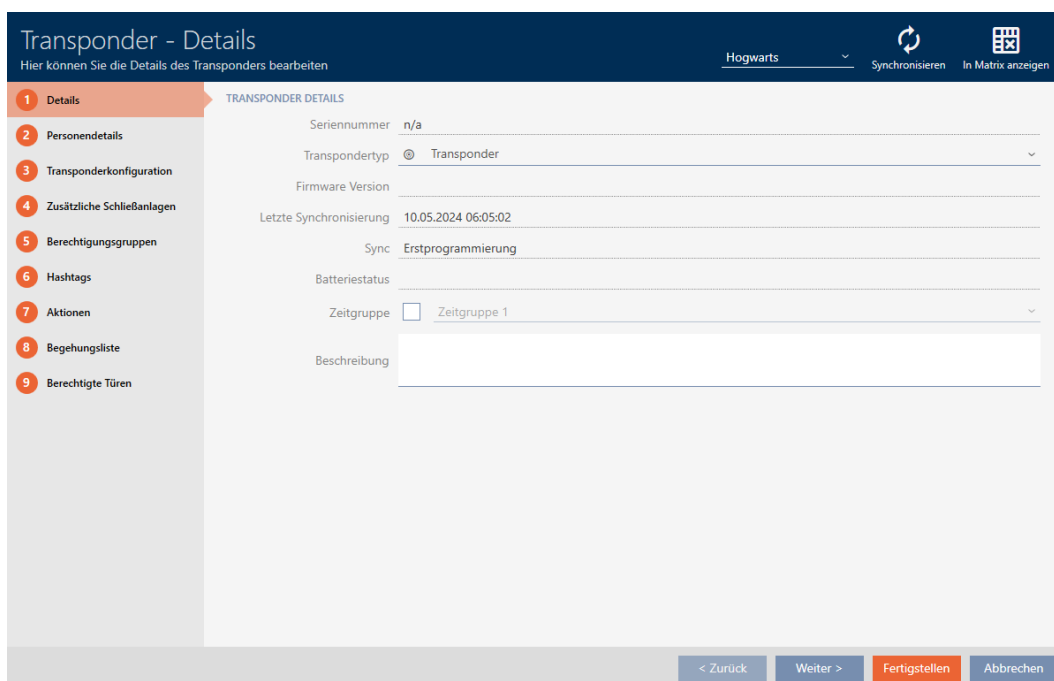 Transponder - Details
Hier können Sie die Details des Transponders bearbeiten
Hogwarts
Synchronisieren
In Matrix anzeigen
1 Details
2 Personendetails
3 Transponderkonfiguration
4 Zusätzliche Schließanlagen
5 Berechtigungsgruppen
6 Hashtags
7 Aktionen
8 Begehungsliste
9 Berechtigte Türen
TRANSPONDER DETAILS
Seriennummer n/a
Transpondertyp Transponder
Firmware Version
Letzte Synchronisierung 10.05.2024 06:05:02
Sync Erstprogrammierung
Batteriestatus
Zeitgruppe Zeitgruppe 1
Beschreibung
< Zurück Weiter > Fertigstellen Abbrechen